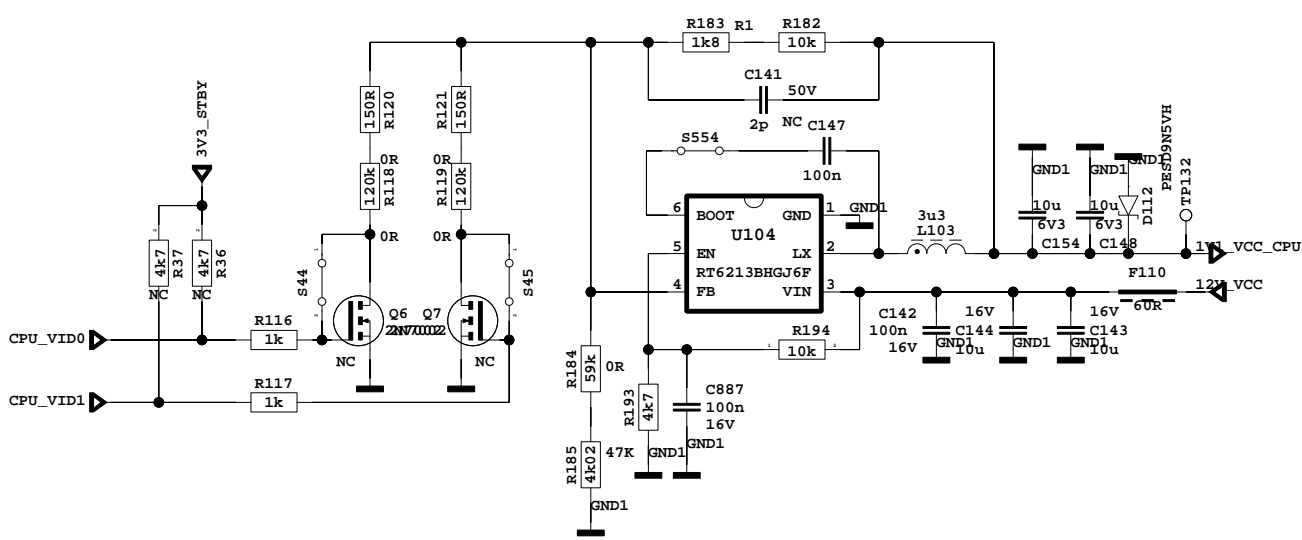 R183
R1
R182
1k8
10k
C141
50V
2p
NC
C147
S554
100n
3V3_STBY
150R
R120
R121
150R
0R
0R
120k
R118
R119
120k
0R
0R
GND1
GND1
GND1
PESD9N5VH
TP132
D112
10u
6V3
10u
6V3
C154
C148
6
BOOT
GND
1
GND1
U104
5
EN
LX
2
RT6213BHGJ6F
4
FB
VIN
3
3u3
L103
1V1_VCC_CPU
F110
60R
12V_VCC
4k7
R37
4k7
R36
NC
NC
S44
S45
Q6
Q7
NC
NC
CPU_VID0
R116
1k
CPU_VID1
R117
1k
R184
59k
0R
R185
4k02
47K
GND1
R193
4k7
GND1
C887
100n
16V
GND1
R194
10k
C142
100n
16V
GND1
16V
C144
10u
GND1
16V
C143
10u
GND1